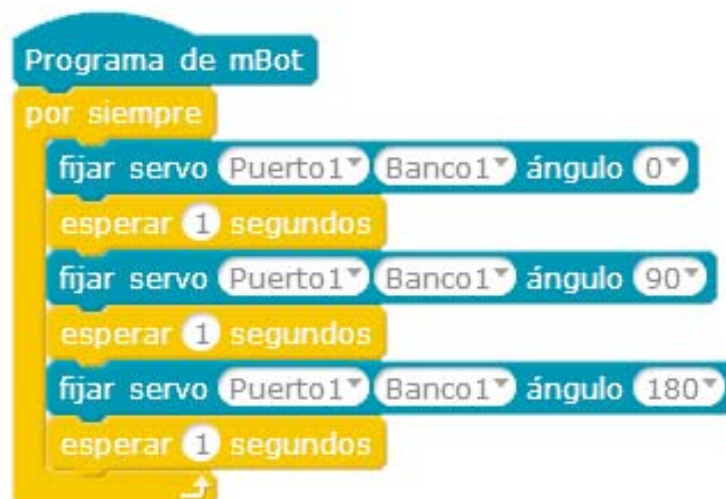 Programa de mBot
por siempre
fijar servo Puerto1 Banco1 ángulo 0
esperar 1 segundos
fijar servo Puerto1 Banco1 ángulo 90
esperar 1 segundos
fijar servo Puerto1 Banco1 ángulo 180
esperar 1 segundos